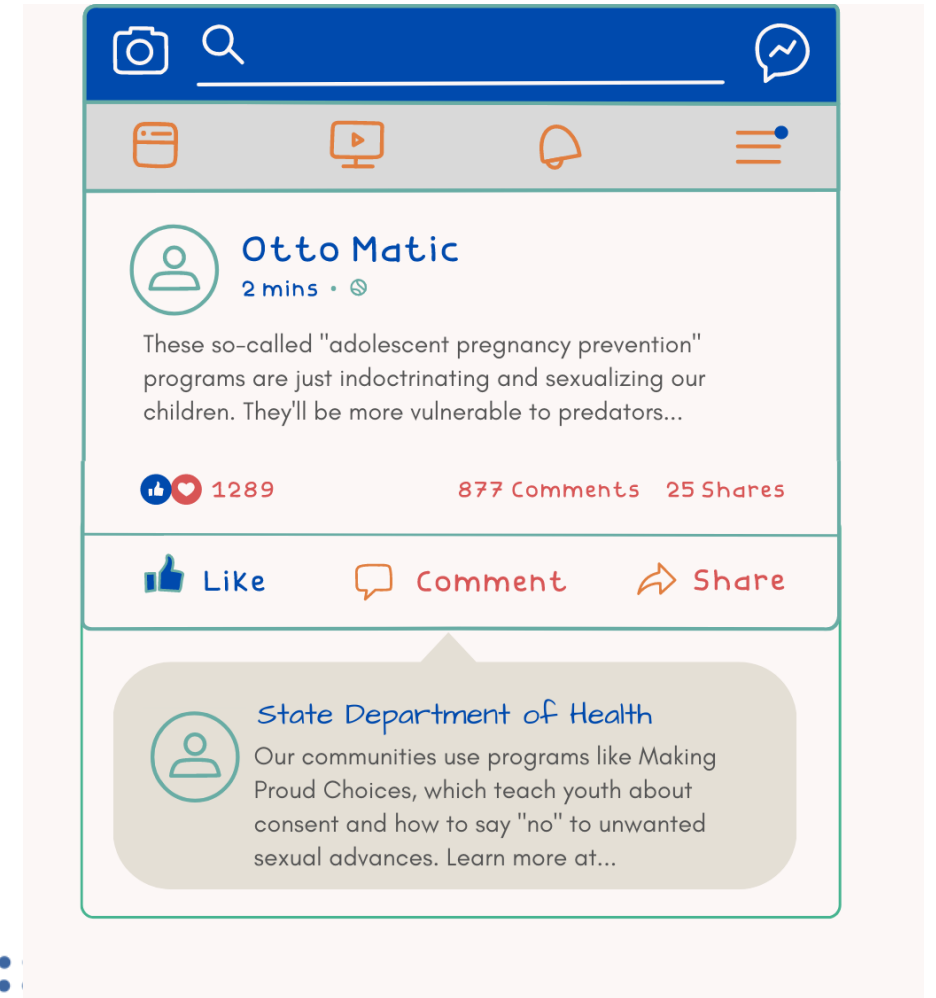 Otto Matic
2 mins
These so-called "adolescent pregnancy prevention"
programs are just indoctrinating and sexualizing our
children. They'll be more vulnerable to predators...
1289 877 Comments 25 Shares
Like Comment Share
State Department of Health
Our communities use programs like Making
Proud Choices, which teach youth about
consent and how to say "no" to unwanted
sexual advances. Learn more at...